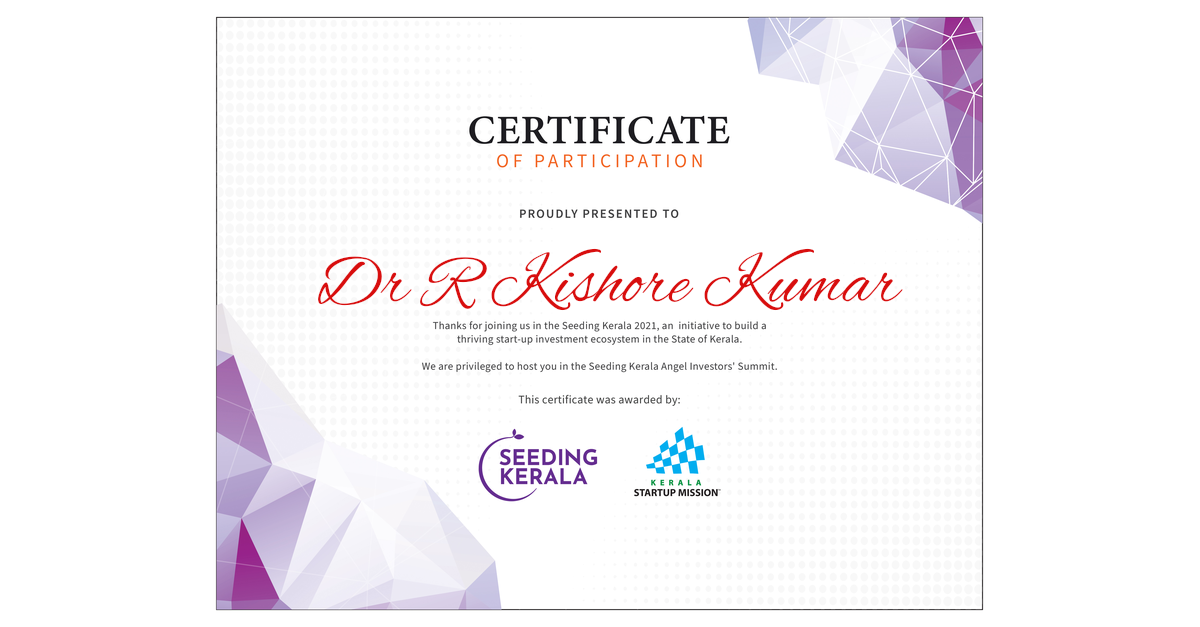 CERTIFICATE
OF PARTICIPATION
PROUDLY PRESENTED TO
Dr R Kishore Kumar
Thanks for joining us in the Seeding Kerala 2021, an initiative to build a
thriving start-up investment ecosystem in the State of Kerala.
We are privileged to host you in the Seeding Kerala Angel Investors' Summit.
This certificate was awarded by:
SEEDING
KERALA
KERALA
STARTUP MISSION